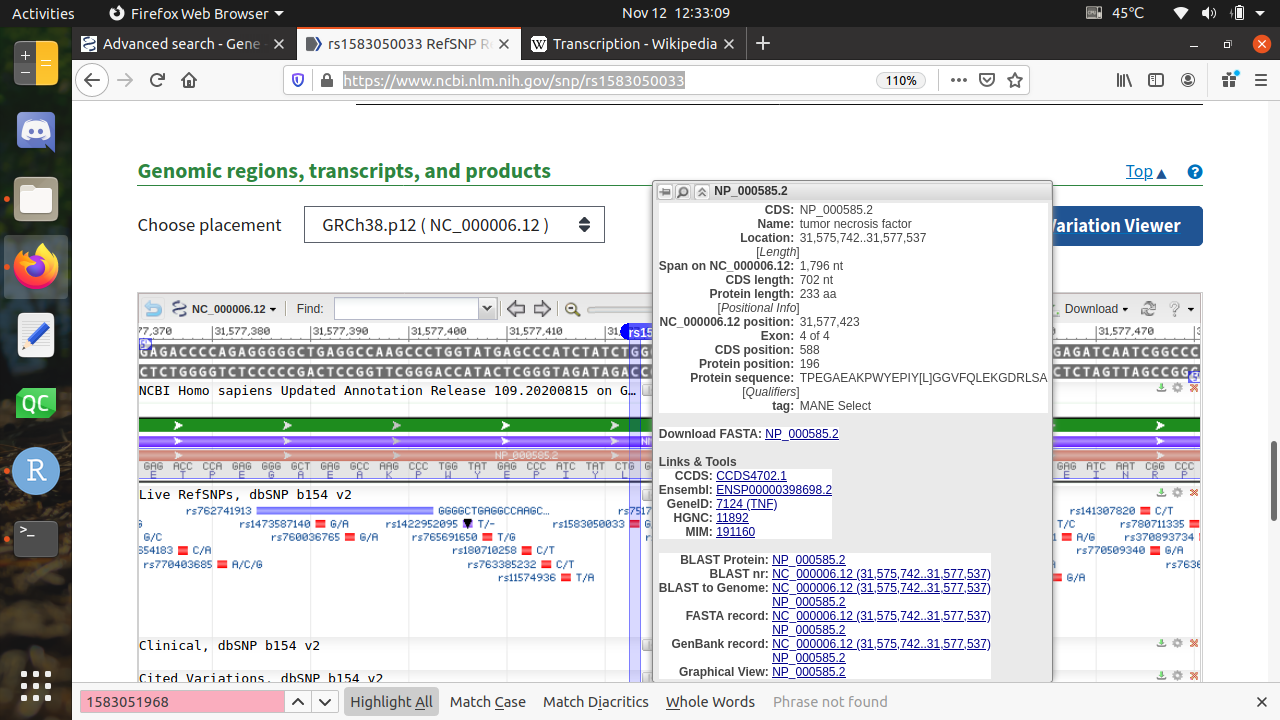 Activities
Firefox Web Browser
Nov 12 12:33:09
45℃
Advanced search - Gene
rs1583050033 RefSNP Re
Transcription - Wikipedia
https://www.ncbi.nlm.nih.gov/snp/rs1583050033
110%
Genomic regions, transcripts, and products
Top
Choose placement
GRCh38.p12 ( NC_000006.12 )
Variation Viewer
NP_000585.2
CDS: NP_000585.2
Name: tumor necrosis factor
Location: 31,575,742..31,577,537
[Length]
Span on NC_000006.12: 1,796 nt
CDS length: 702 nt
Protein length: 233 aa
[Positional Info]
NC_000006.12 position: 31,577,423
Exon: 4 of 4
CDS position: 588
Protein position: 196
Protein sequence: TPEGAEAKPWYEPIY[L]GGVFQLEKGDRLSA
[Qualifiers]
tag: MANE Select
Download FASTA: NP_000585.2
Links & Tools
CCDS: CCDS4702.1
Ensembl: ENSP00000398698.2
GeneID: 7124 (TNF)
HGNC: 11892
MIM: 191160
BLAST Protein: NP_000585.2
BLAST nr: NC_000006.12 (31,575,742..31,577,537)
BLAST to Genome: NC_000006.12 (31,575,742..31,577,537)
NP_000585.2
FASTA record: NC_000006.12 (31,575,742..31,577,537)
NP_000585.2
GenBank record: NC_000006.12 (31,575,742..31,577,537)
NP_000585.2
Graphical View: NP_000585.2
NC_000006.12
Find:
Download
77,370 31,577,380 31,577,390 31,577,400 31,577,410 31, rs15 31,577,470
GAGACCCCAGAGGGGGCTGAGGCCAAGCCCTGGTATGAGCCCATCTATCTGG GAGATCAATCGGCCC
CTCTGGGGTCTCCCCCGACTCCGGTTCGGGACCATACTCGGGTAGATAGACC CTCTAGTTAGCCGG
NCBI Homo sapiens Updated Annotation Release 109.20200815 on G…
NP_000585.2
GAG ACC CCA GAG GGG GCT GAG GCC AAG CCC TGG TAT GAG CCC ATC TAT CTG GAG ATC AAT CGG CCC
E T P E G A E A K P W Y E P I Y L E I N R P
Live RefSNPs, dbSNP b154 v2
rs762741913 GGGGCTGAGGCCAAGC… rs7517 rs141307820 C/T
rs1473587140 G/A rs1422952095 T/- rs1583050033 T/C rs780711335
G/C rs760036765 A/G rs765691650 T/G A/G rs370893734
654183 C/A rs180710258 C/T rs770509340 A/G
rs770403685 A/C/G rs763385232 C/T rs763
rs11574936 T/A G/A
Clinical, dbSNP b154 v2
Cited Variations, dbSNP b154 v2
1583051968
Highlight All
Match Case
Match Diacritics
Whole Words
Phrase not found